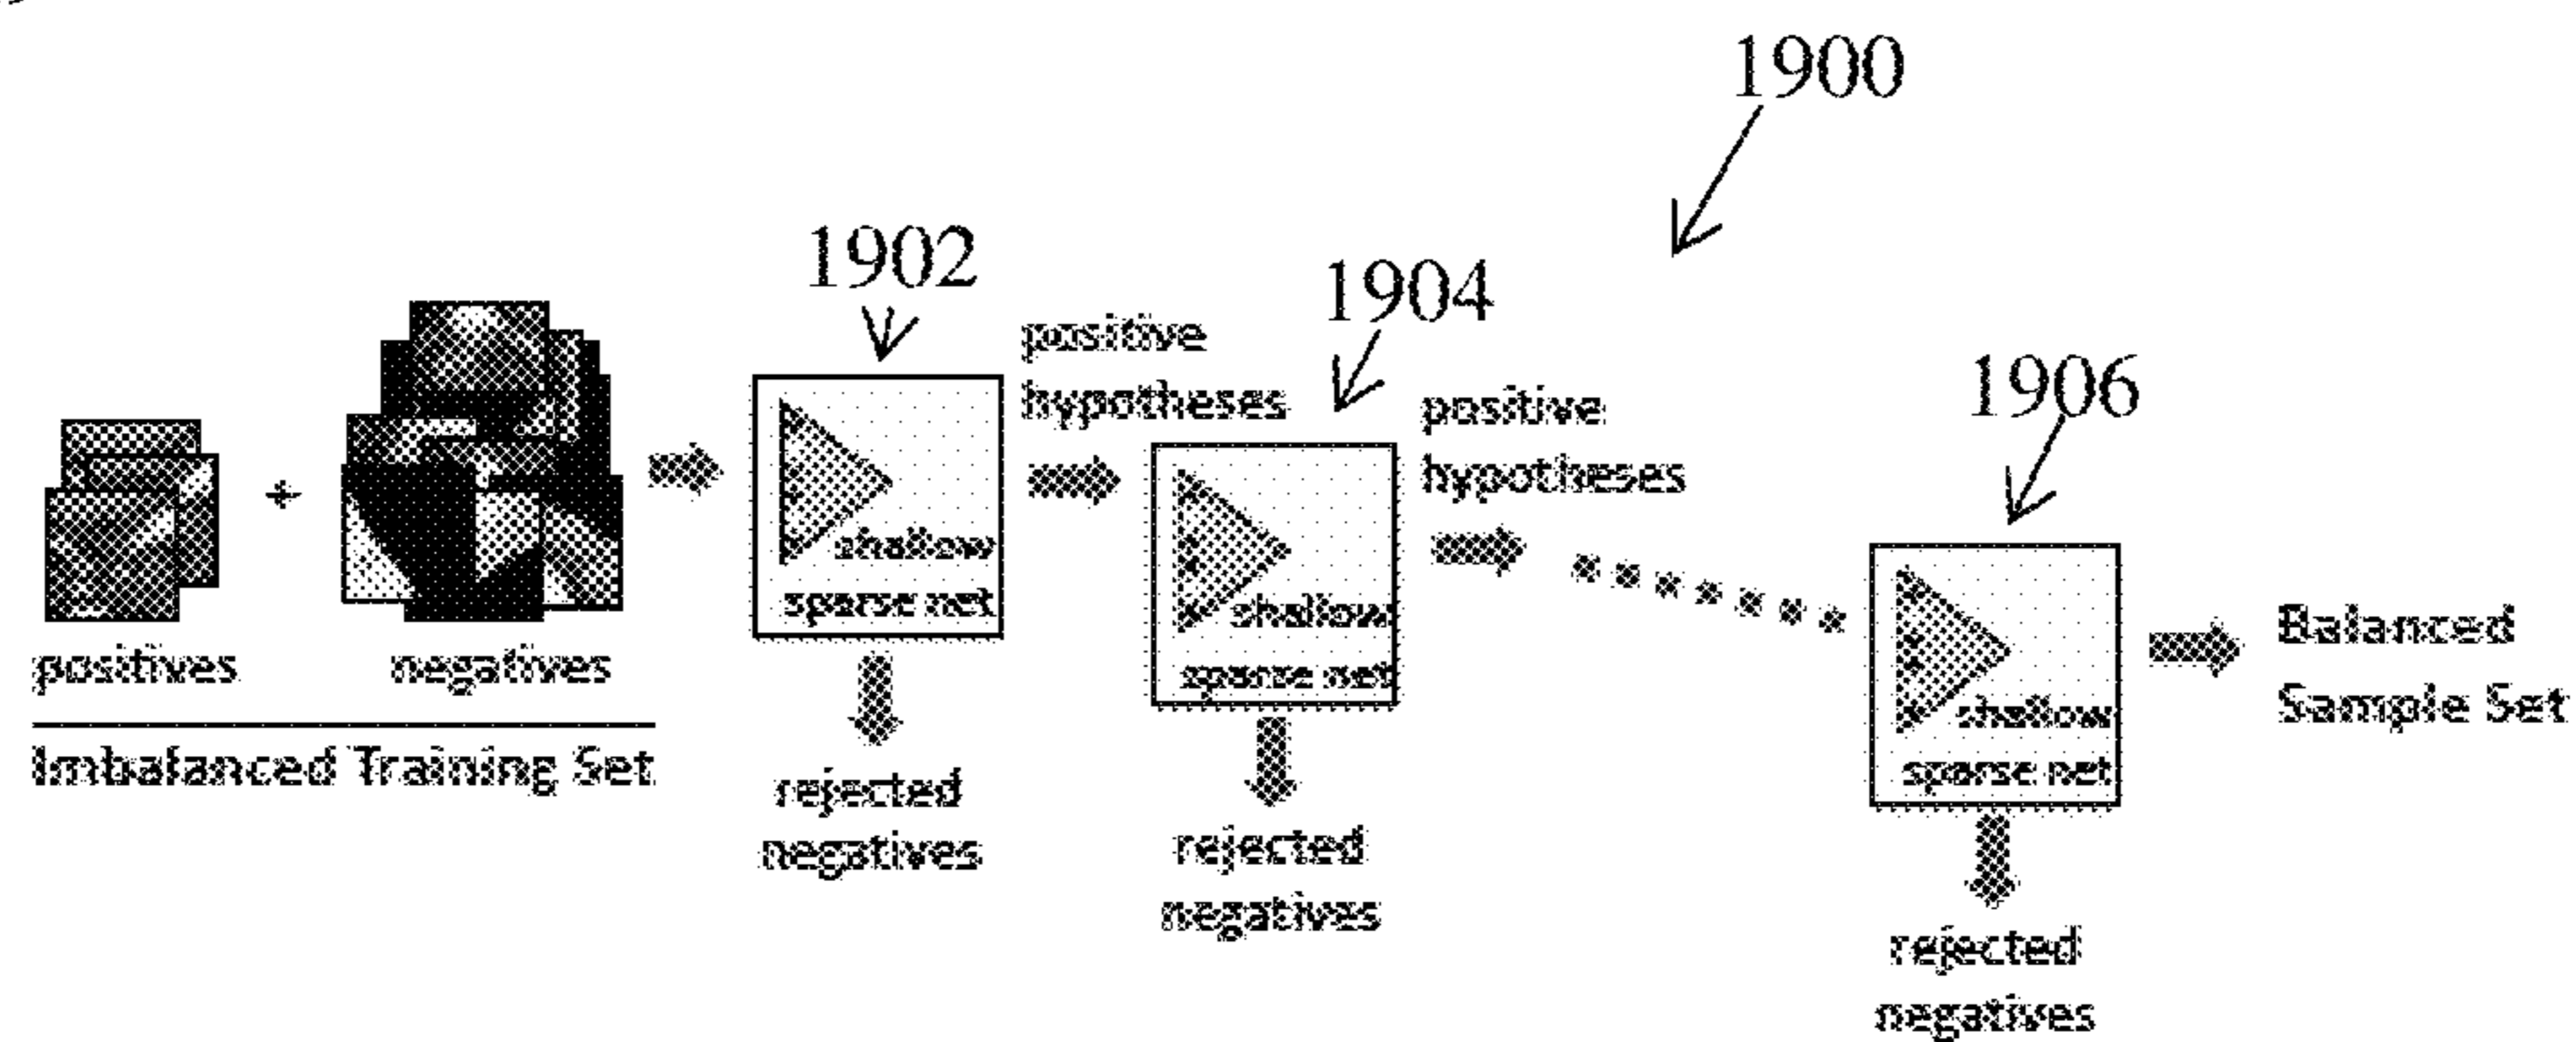 1900
1902
1904
1906
positive
hypotheses
positive
hypotheses
+
shallow
sparse net
shallow
sparse net
shallow
sparse net
positives
negatives
Imbalanced Training Set
rejected
negatives
rejected
negatives
rejected
negatives
Balanced
Sample Set